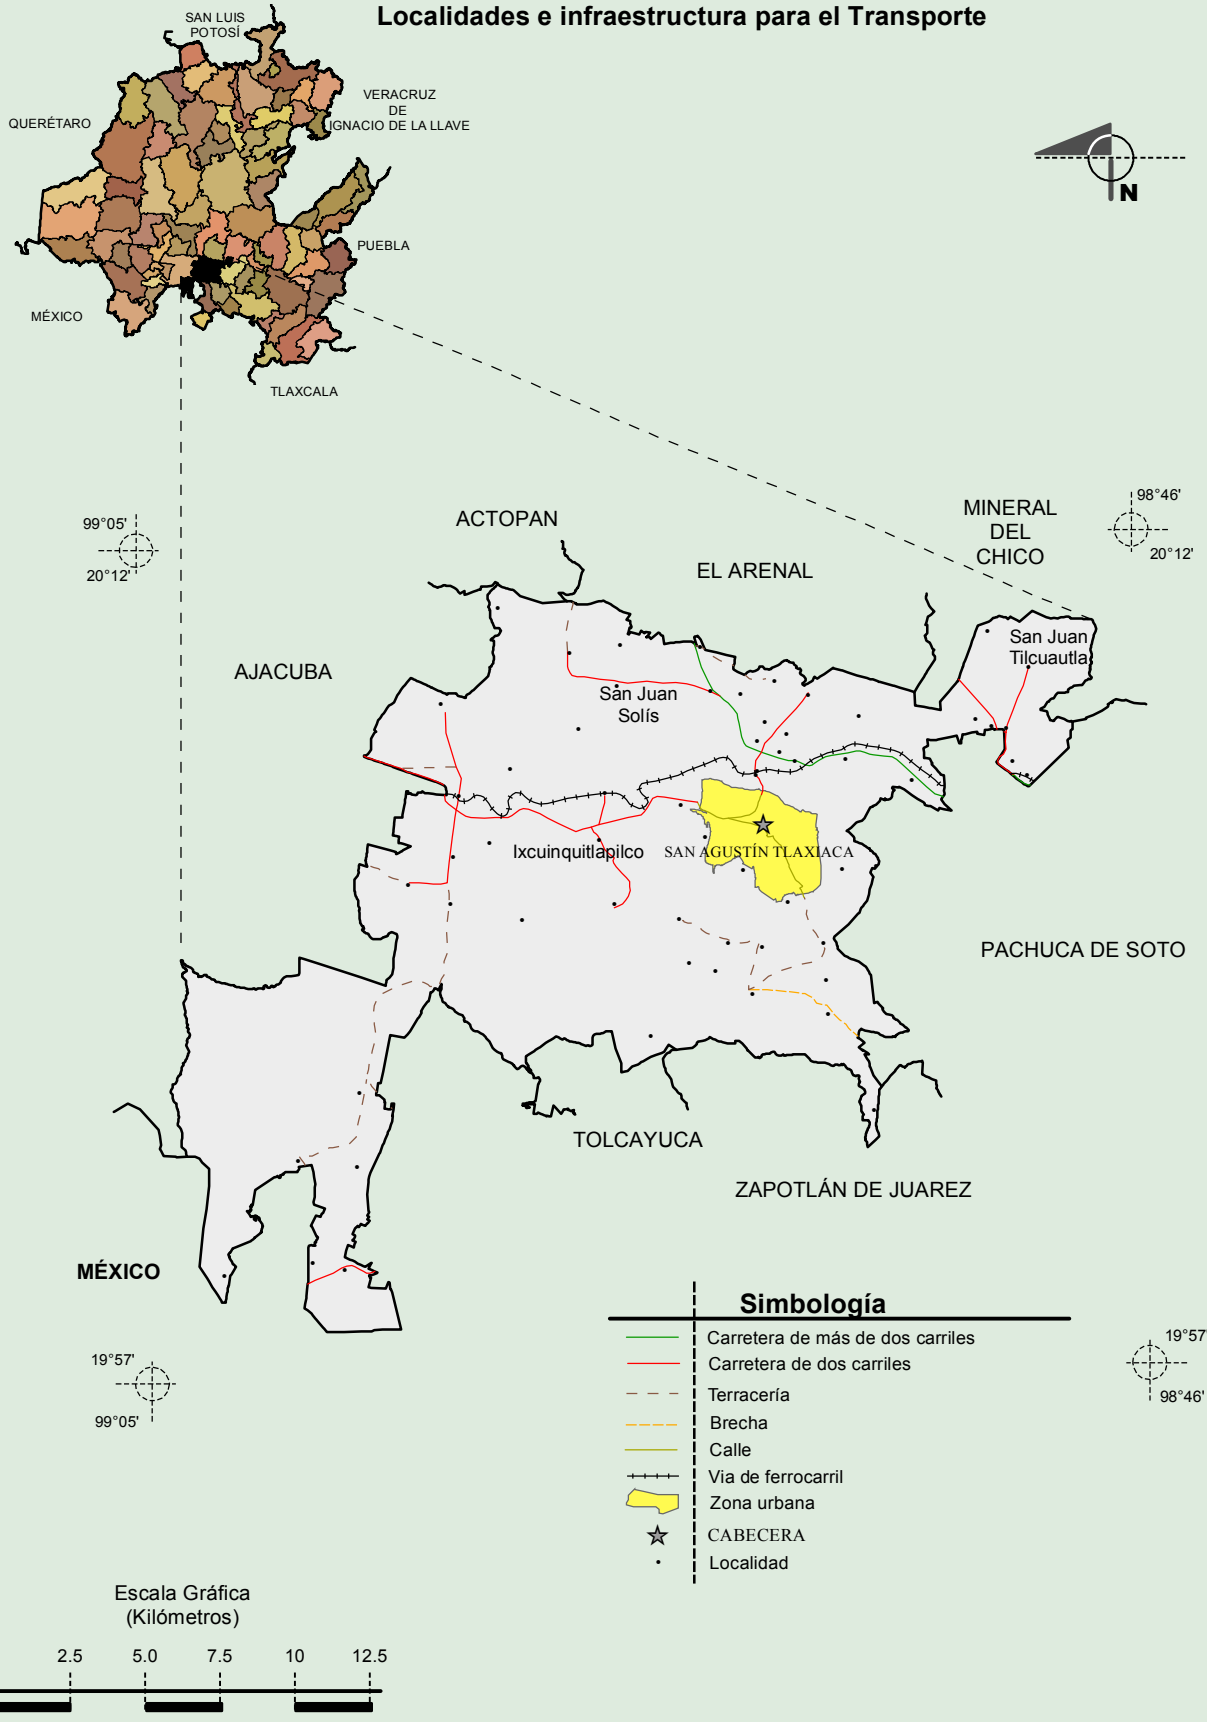 Localidades e infraestructura para el Transporte
SAN LUIS
POTOSÍ
QUERÉTARO
VERACRUZ
DE
IGNACIO DE LA LLAVE
N
PUEBLA
MÉXICO
TLAXCALA
99°05'
20°12'
98°46'
20°12'
ACTOPAN
MINERAL
DEL
CHICO
EL ARENAL
AJACUBA
San Juan
Tilcuautla
San Juan
Solís
Ixcuinquitlapilco
SAN AGUSTÍN TLAXIACA
PACHUCA DE SOTO
TOLCAYUCA
ZAPOTLÁN DE JUAREZ
MÉXICO
19°57'
99°05'
19°57'
98°46'
Simbología
Carretera de más de dos carriles
Carretera de dos carriles
Terracería
Brecha
Calle
Via de ferrocarril
Zona urbana
CABECERA
Localidad
Escala Gráfica
(Kilómetros)
2.5 5.0 7.5 10 12.5